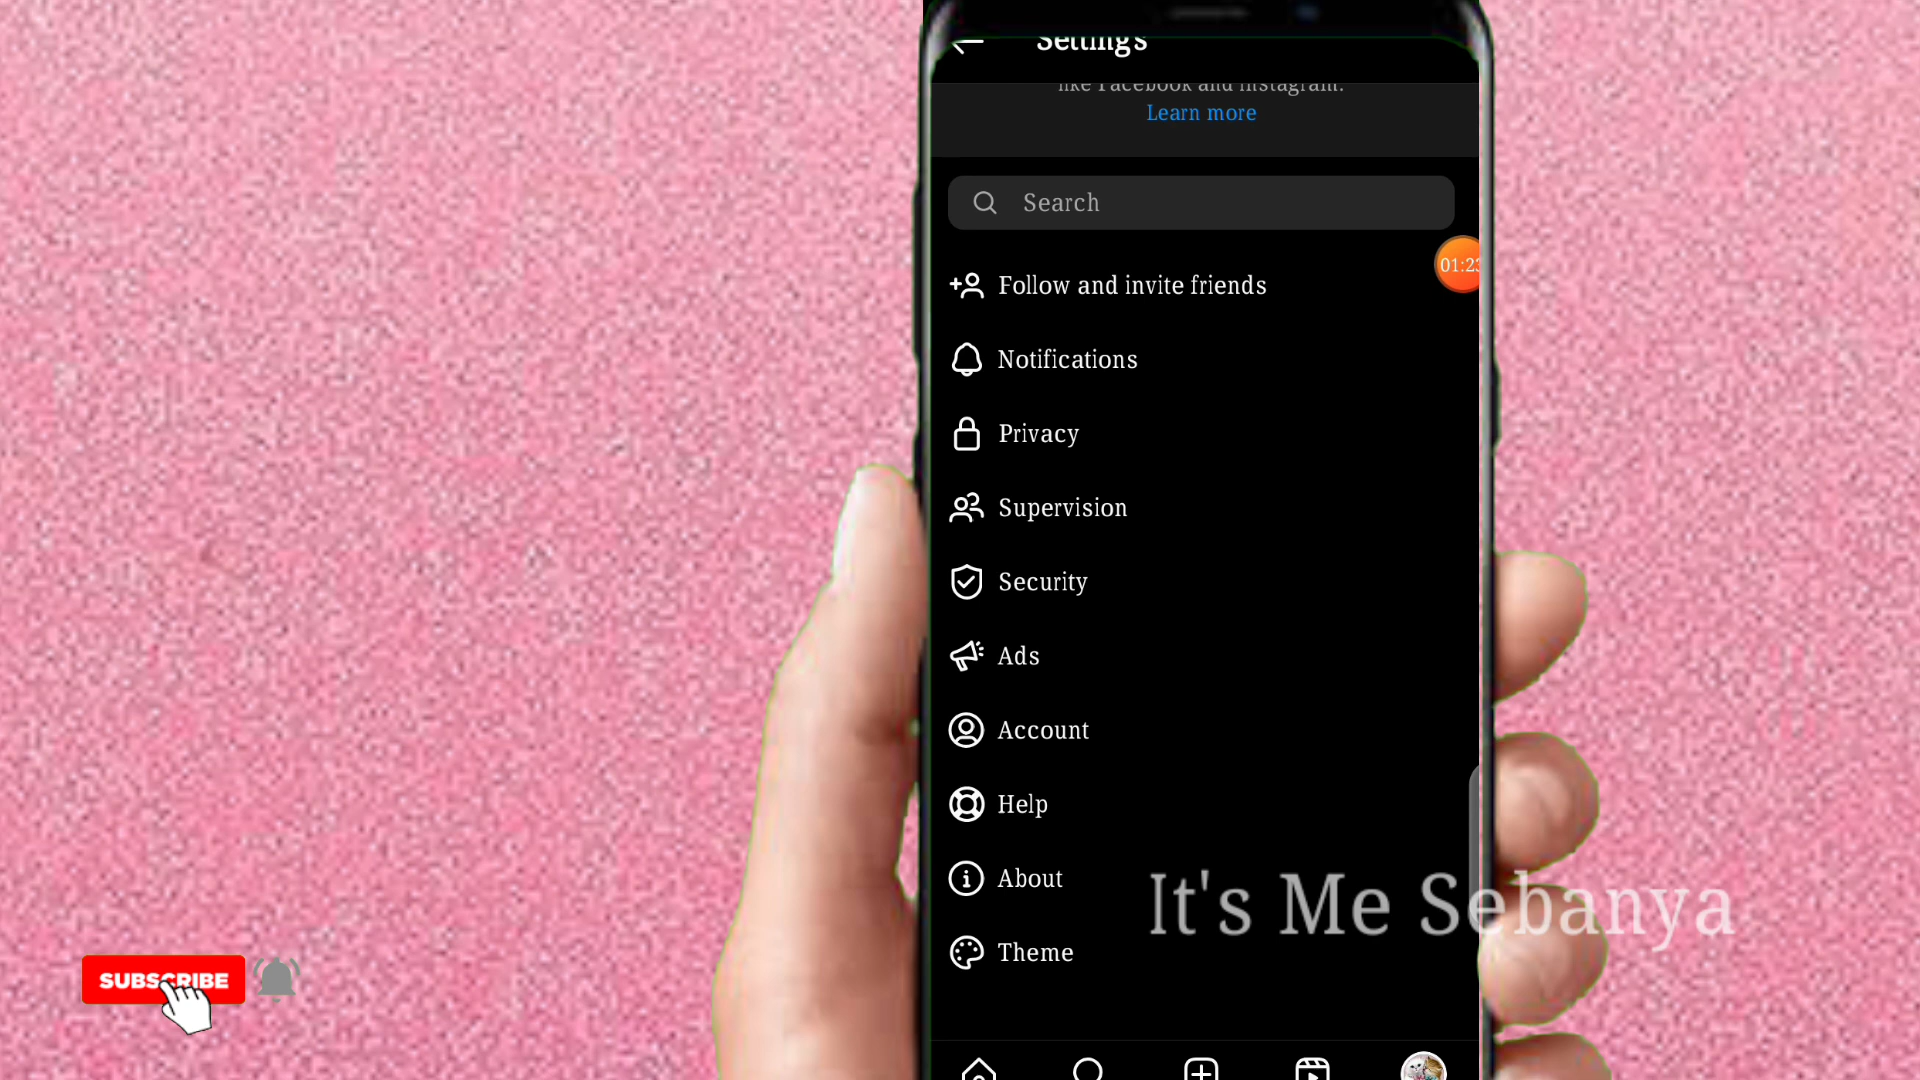 Settings
like Facebook and Instagram.
Learn more
Search
01:23
Follow and invite friends
Notifications
Privacy
Supervision
Security
Ads
Account
Help
About
It's Me Sebanya
Theme
SUBSCRIBE